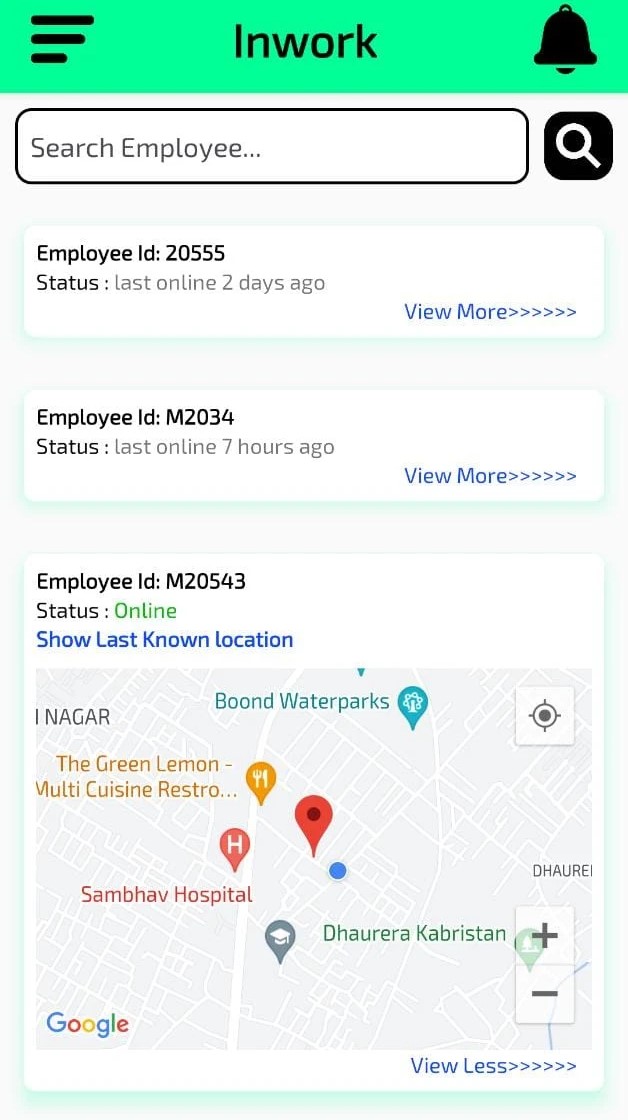 Inwork
Search Employee...
Employee Id: 20555
Status : last online 2 days ago
View More>>>>>>
Employee Id: M2034
Status : last online 7 hours ago
View More>>>>>>
Employee Id: M20543
Status : Online
Show Last Known location
Boond Waterparks
I NAGAR
The Green Lemon -
Multi Cuisine Restro...
H
Sambhav Hospital
DHAUREI
Dhaurera Kabristan
Google
View Less>>>>>>